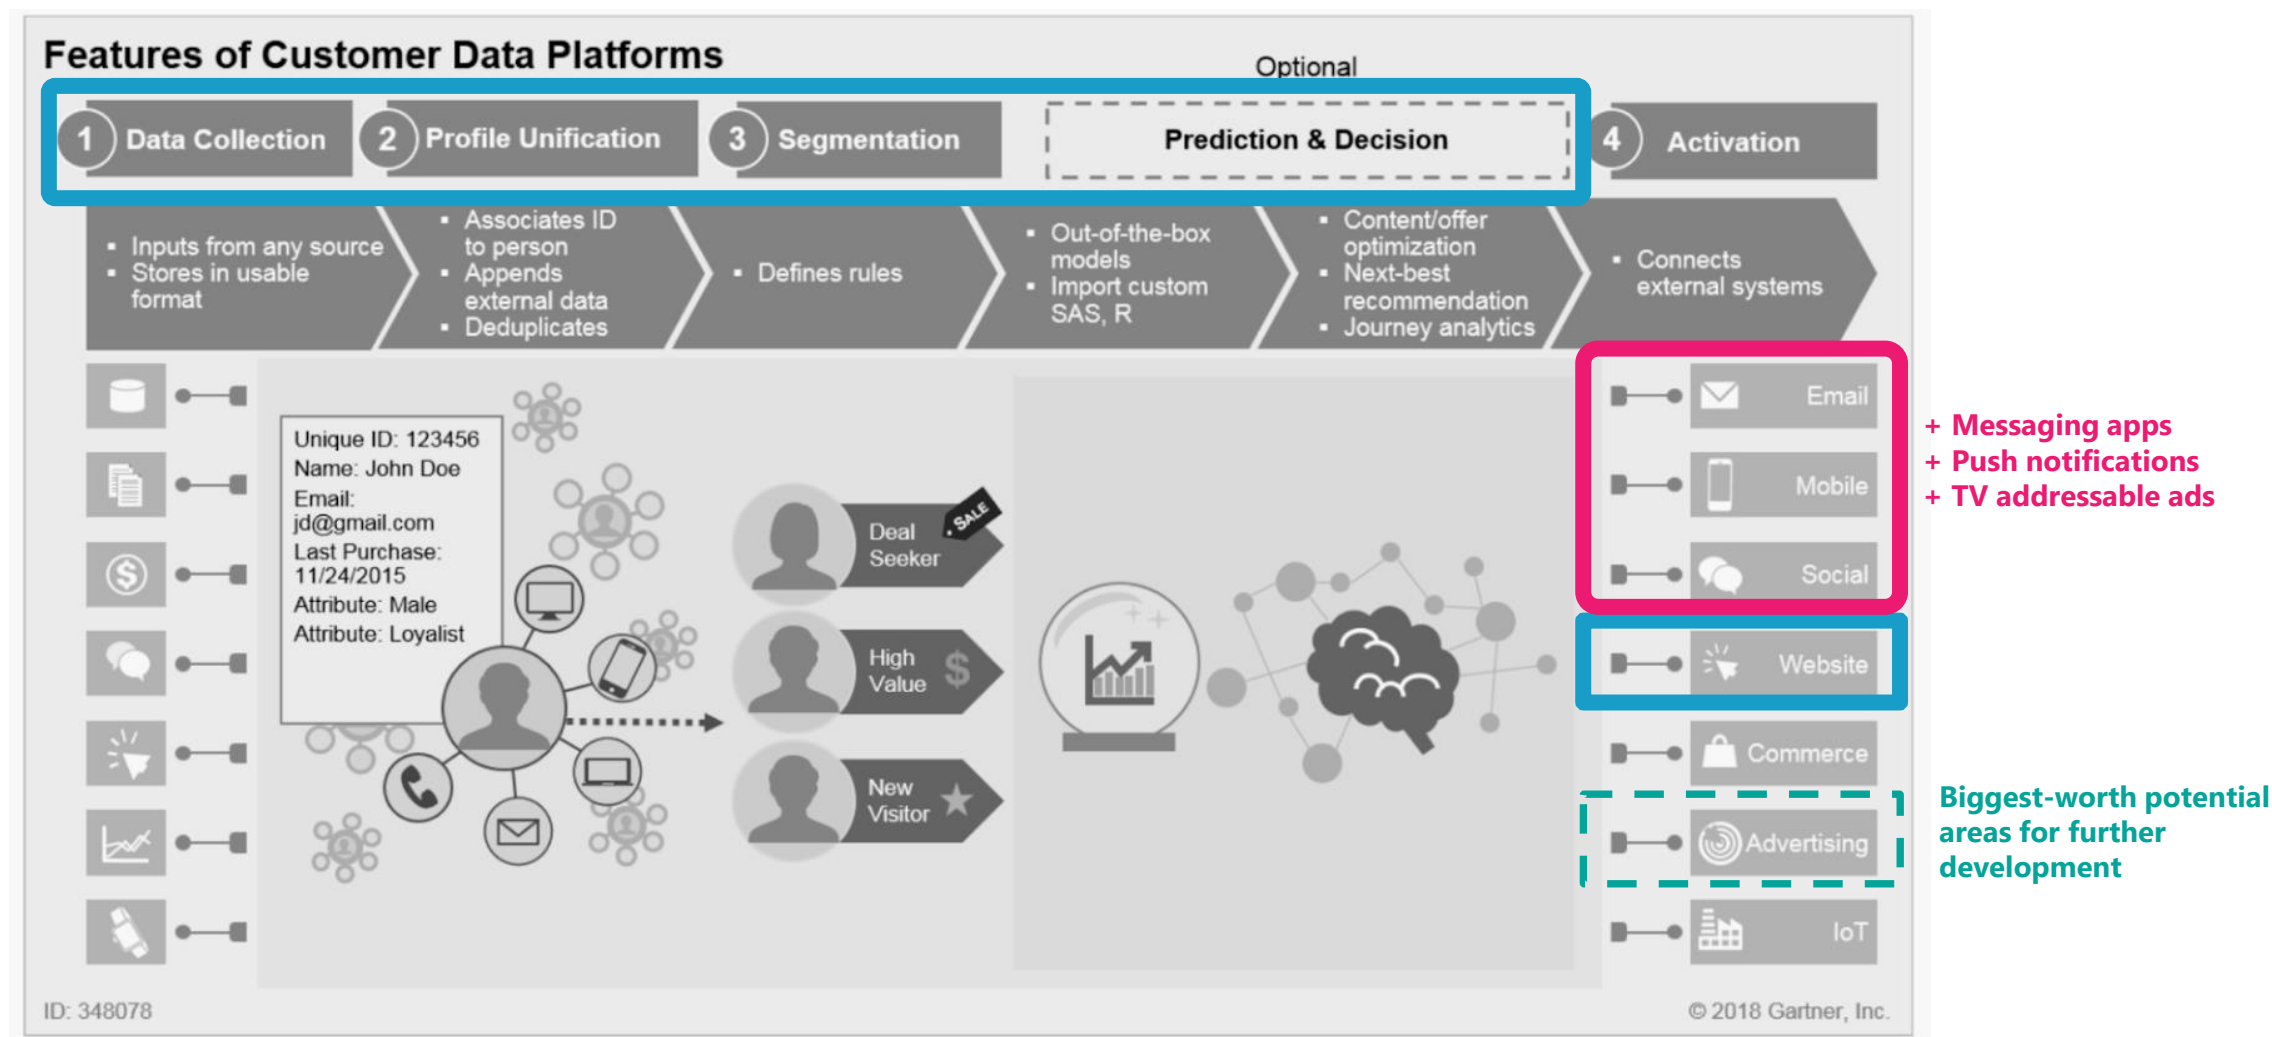 Features of Customer Data Platforms
Optional
1 Data Collection
2 Profile Unification
3 Segmentation
Prediction & Decision
4 Activation
▪ Inputs from any source
▪ Stores in usable
format
▪ Associates ID
to person
▪ Appends
external data
▪ Deduplicates
▪ Defines rules
▪ Out-of-the-box
models
▪ Import custom
SAS, R
▪ Content/offer
optimization
▪ Next-best
recommendation
▪ Journey analytics
▪ Connects
external systems
Unique ID: 123456
Name: John Doe
Email:
jd@gmail.com
Last Purchase:
11/24/2015
Attribute: Male
Attribute: Loyalist
Deal
Seeker
SALE
High
Value
$
New
Visitor
Email
Mobile
Social
Website
Commerce
Advertising
IoT
+ Messaging apps
+ Push notifications
+ TV addressable ads
Biggest-worth potential
areas for further
development
ID: 348078
© 2018 Gartner, Inc.